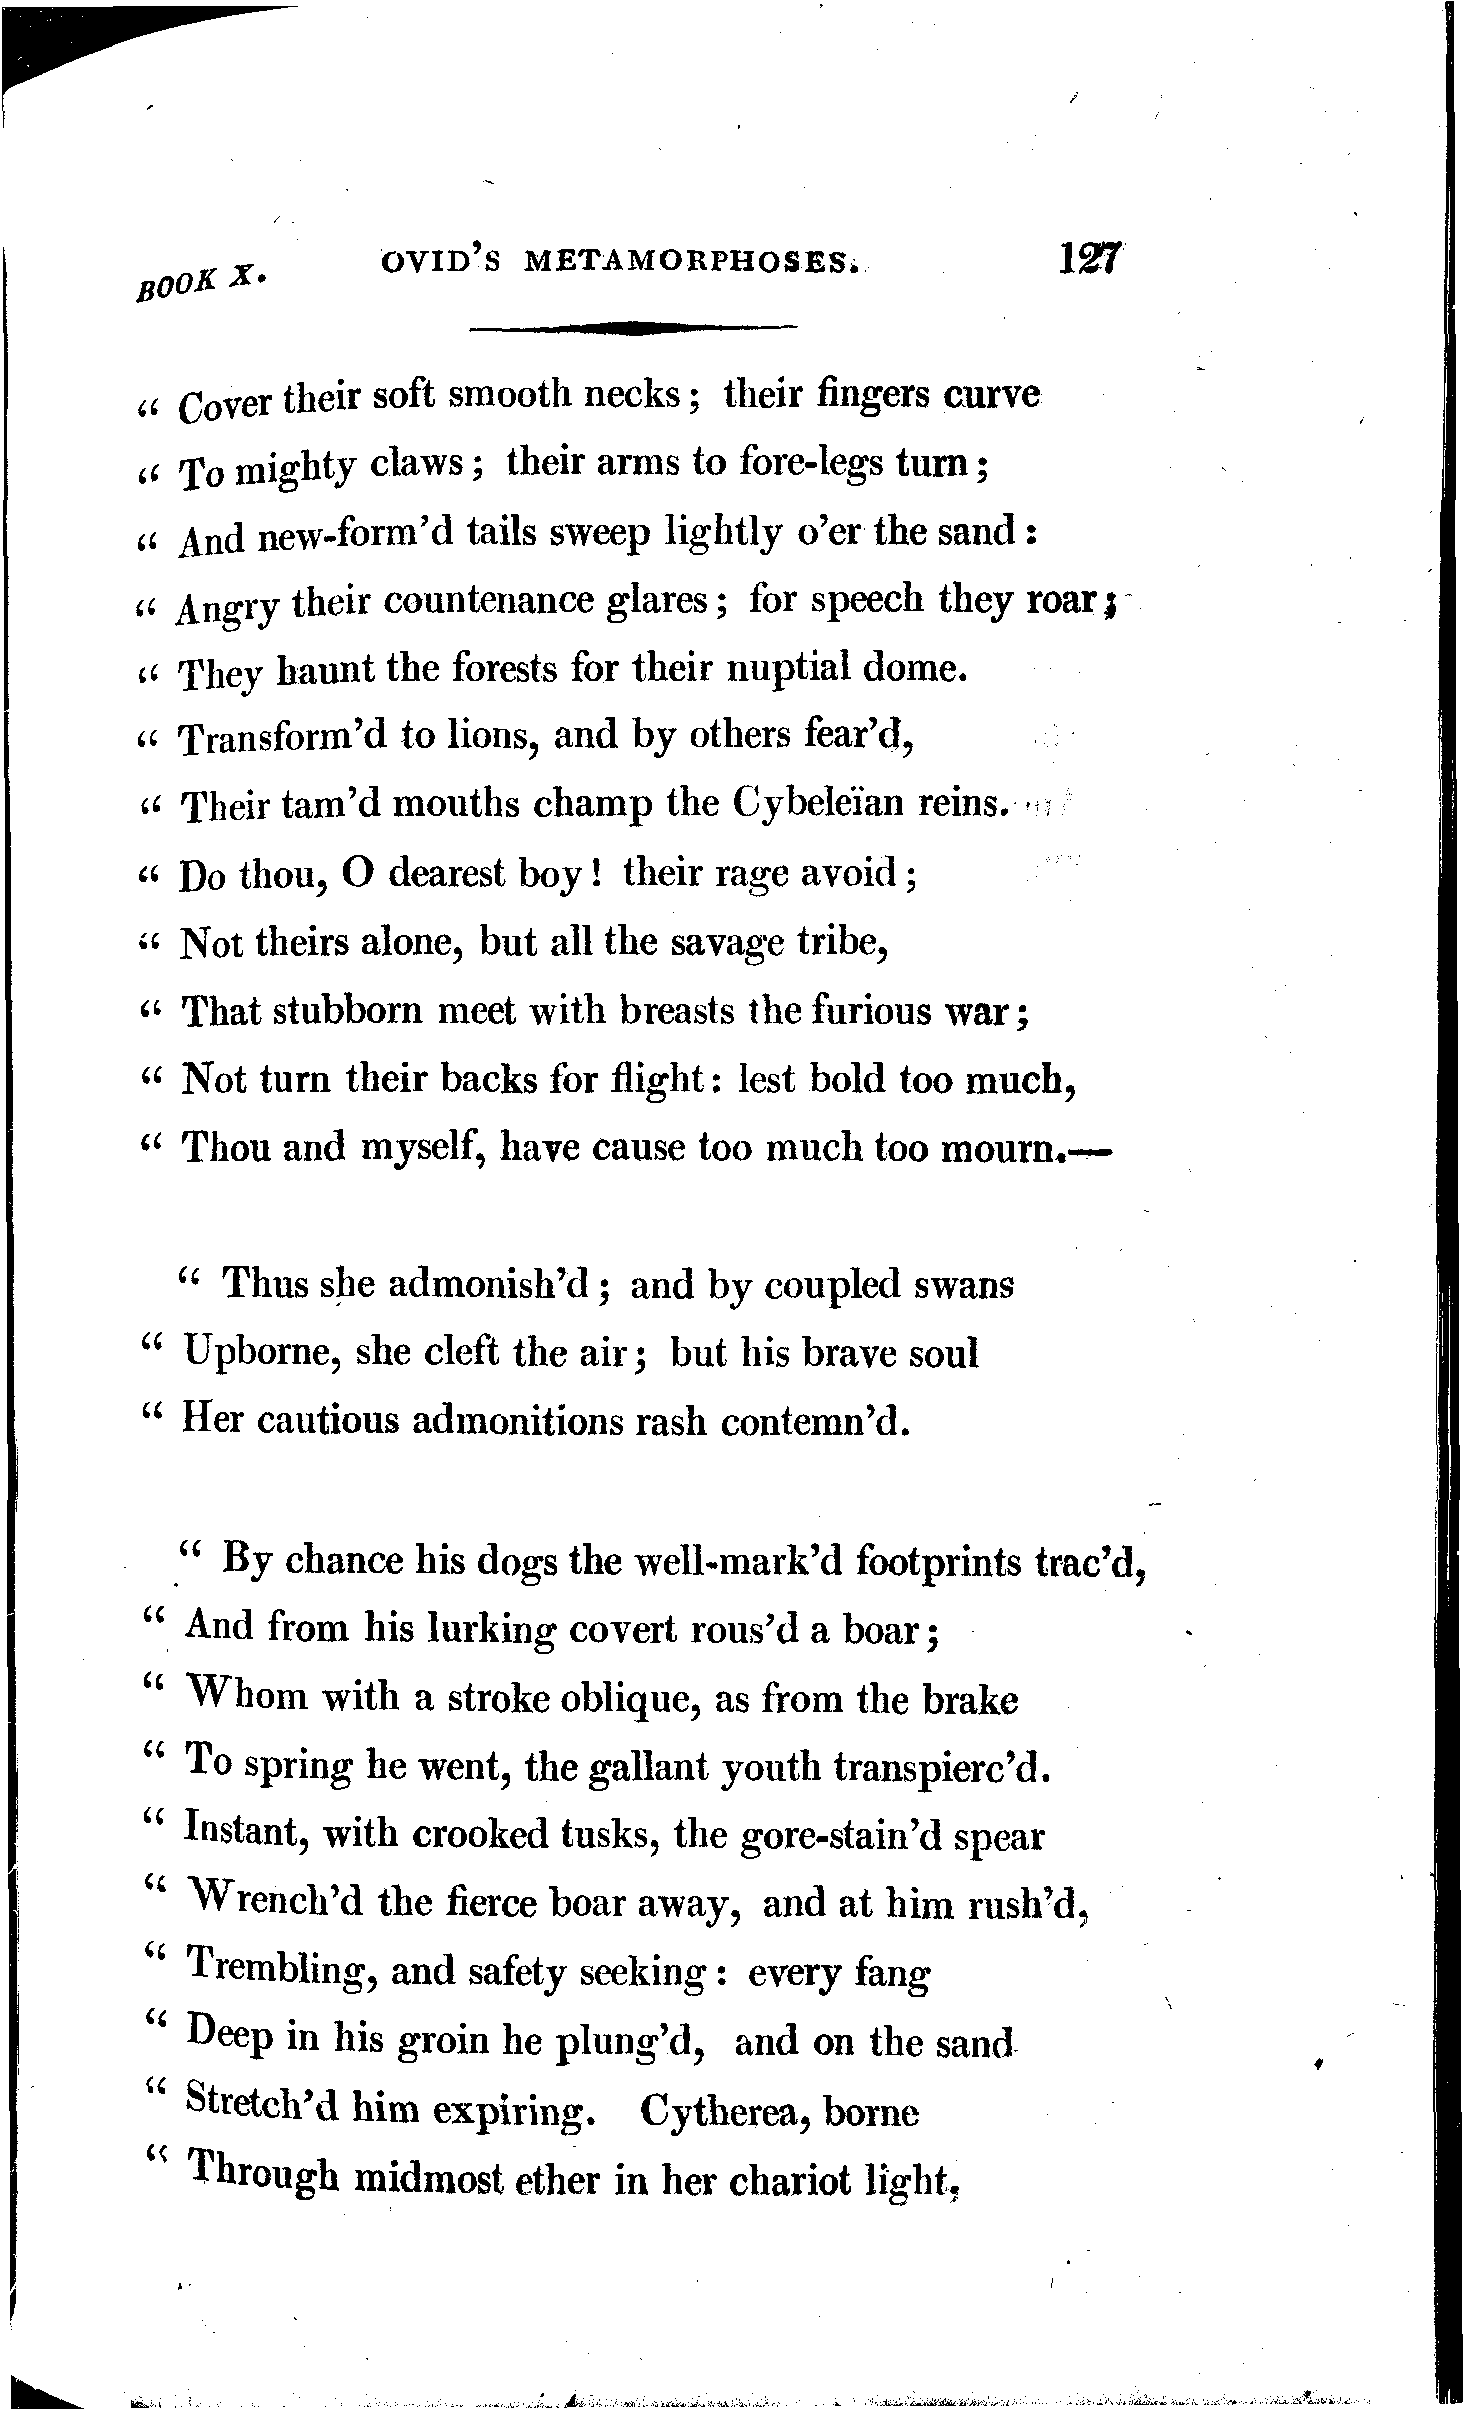 BOOK X. OVID'S METAMORPHOSES. 127
“ Cover their soft smooth necks; their fingers curve
“ To mighty claws; their arms to fore-legs turn;
“ And new-form'd tails sweep lightly o'er the sand:
“ Angry their countenance glares; for speech they roar;
“ They haunt the forests for their nuptial dome.
“ Transform'd to lions, and by others fear'd,
“ Their tam'd mouths champ the Cybeleïan reins.
“ Do thou, O dearest boy! their rage avoid;
“ Not theirs alone, but all the savage tribe,
“ That stubborn meet with breasts the furious war;
“ Not turn their backs for flight: lest bold too much,
“ Thou and myself, have cause too much too mourn.—
“ Thus she admonish'd; and by coupled swans
“ Upborne, she cleft the air; but his brave soul
“ Her cautious admonitions rash contemn'd.
“ By chance his dogs the well-mark'd footprints trac'd,
“ And from his lurking covert rous'd a boar;
“ Whom with a stroke oblique, as from the brake
“ To spring he went, the gallant youth transpierc'd.
“ Instant, with crooked tusks, the gore-stain'd spear
“ Wrench'd the fierce boar away, and at him rush'd,
“ Trembling, and safety seeking: every fang
“ Deep in his groin he plung'd, and on the sand
“ Stretch'd him expiring. Cytherea, borne
“ Through midmost ether in her chariot light,